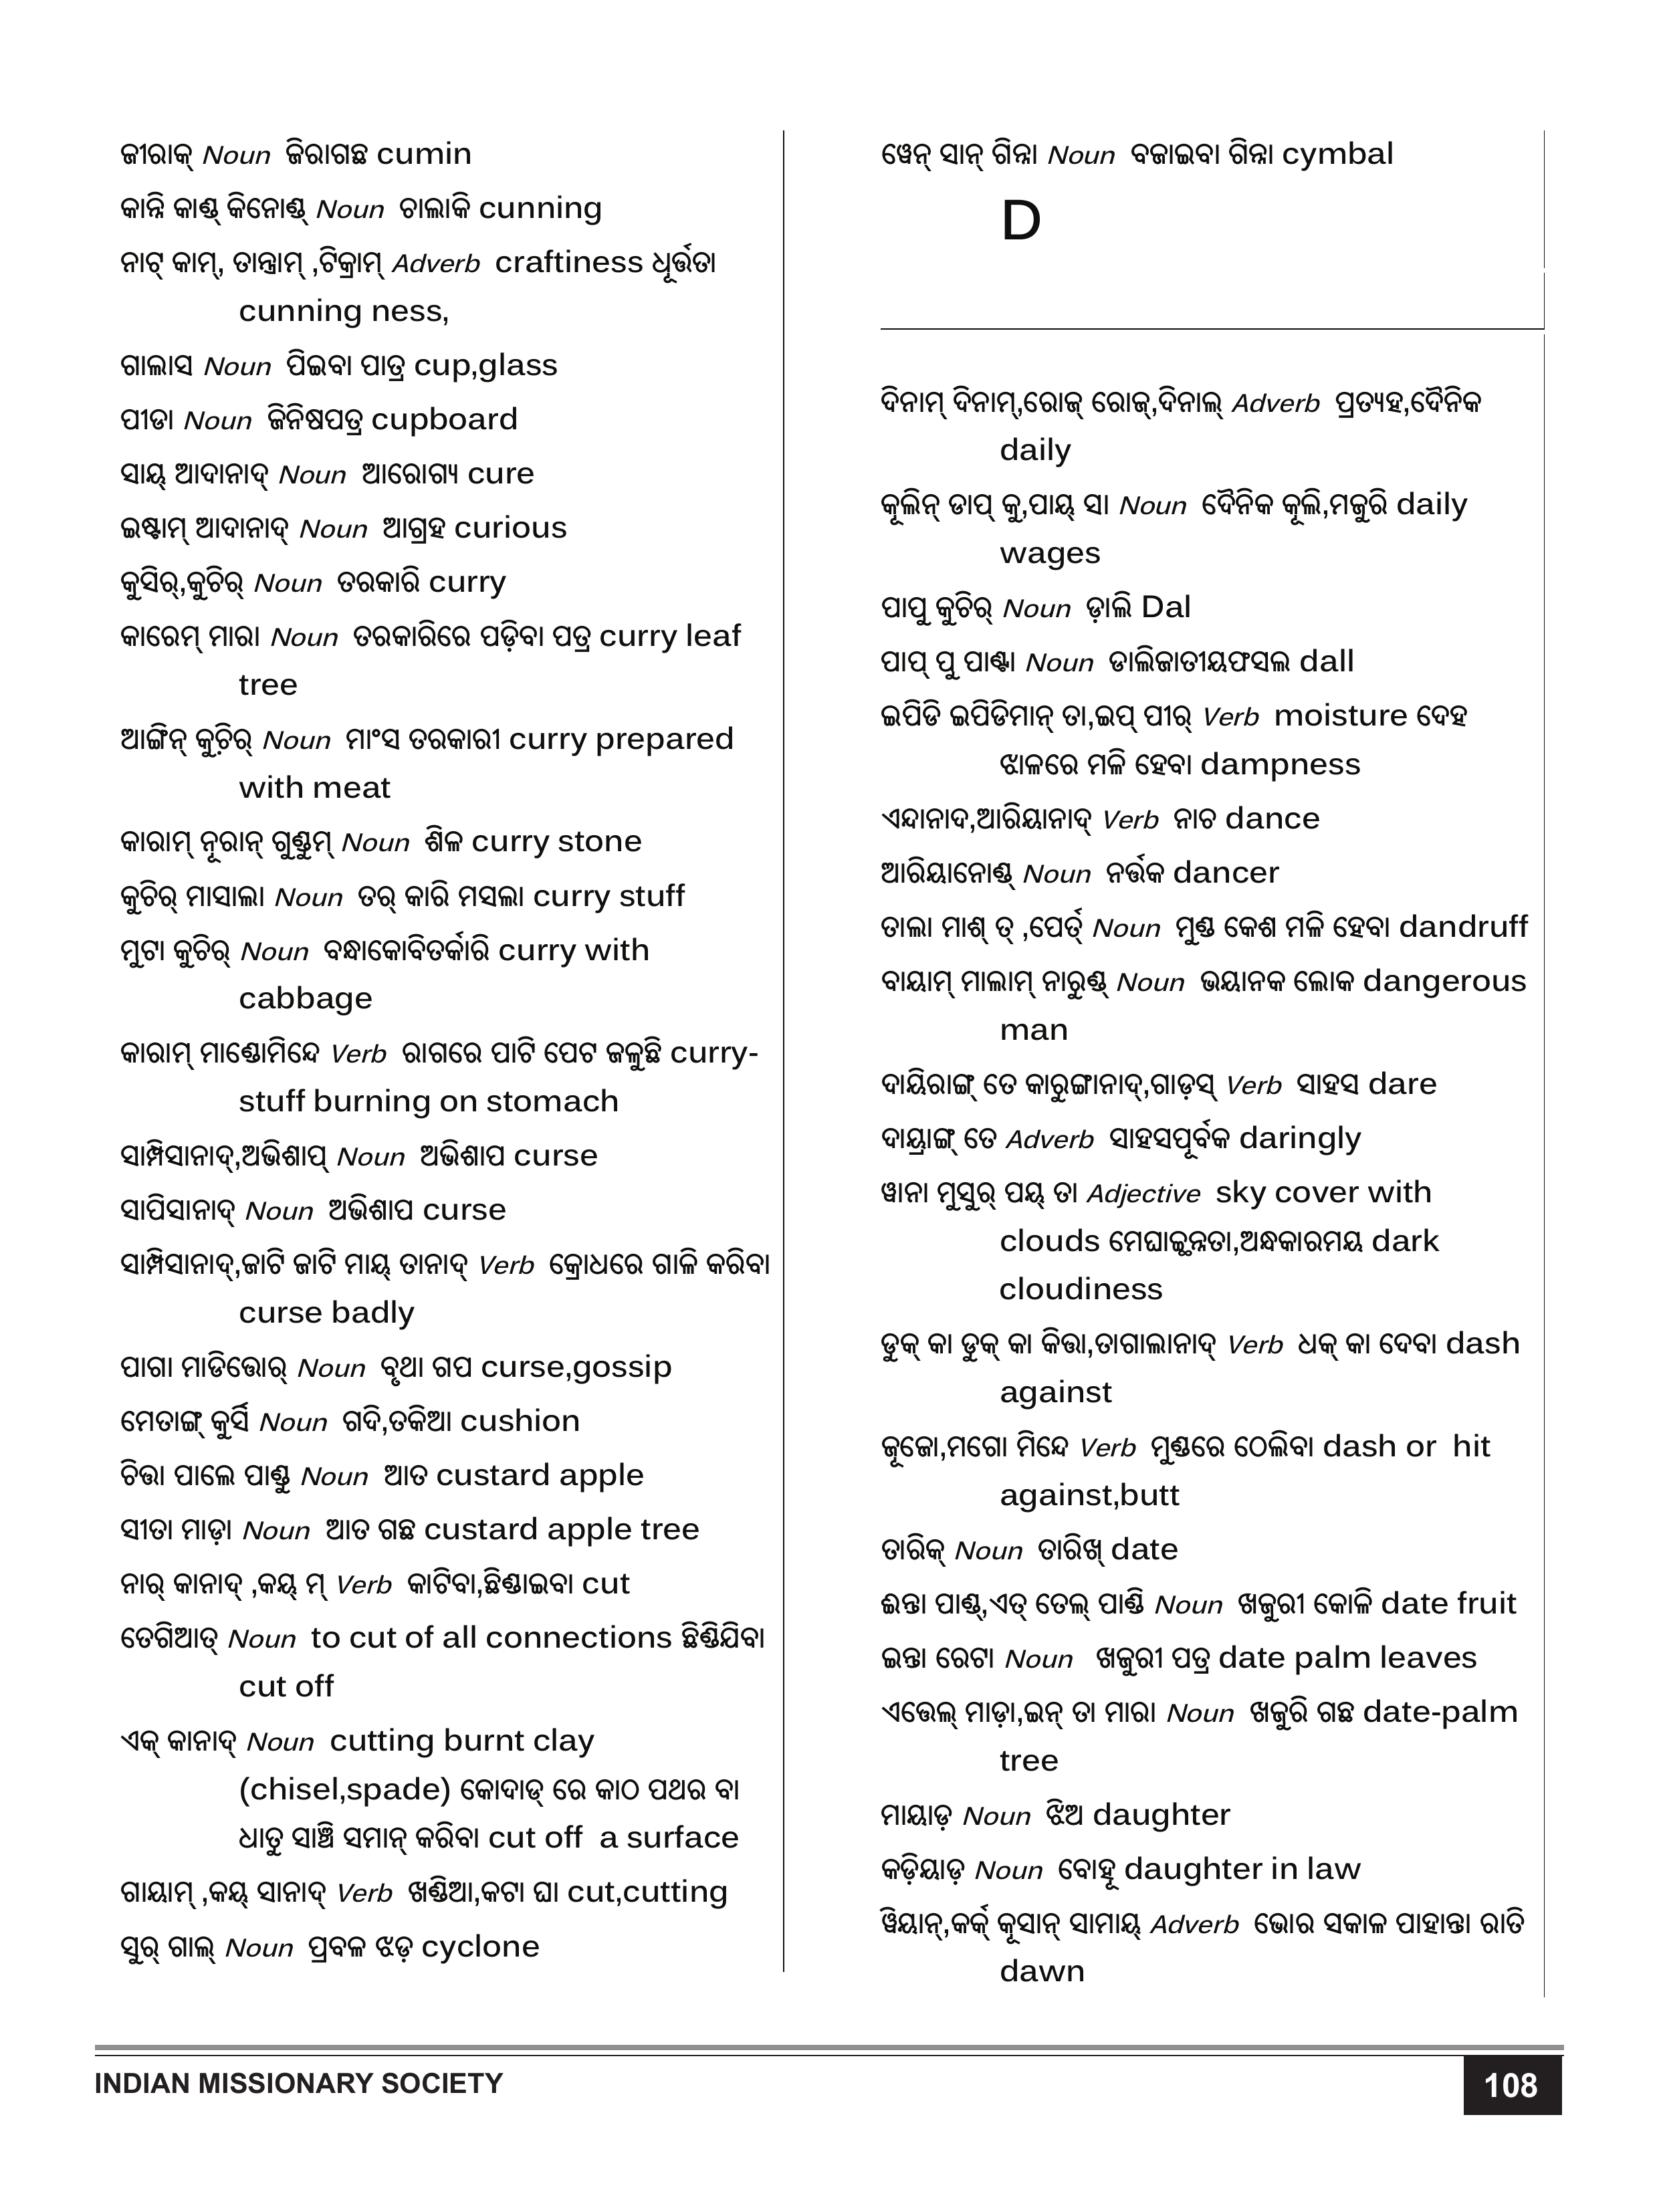 ଜୀରାକ୍ Noun ଜିରାଗଛ cumin
କାନ୍ନି କାଣ୍ଡ୍ କିନୋଣ୍ଡ୍ Noun ଚାଲାକି cunning
ନାଟ୍ କାମ୍, ତାନ୍ତ୍ରାମ୍ ,ଟିକ୍ରାମ୍ Adverb craftiness ଧୂର୍ତ୍ତତା
cunning ness,
ଗାଲାସ Noun ପିଇବା ପାତ୍ର cup,glass
ପୀଡା Noun ଜିନିଷପତ୍ର cupboard
ସାୟ୍ ଆଦାନାଦ୍ Noun ଆରୋଗ୍ୟ cure
ଇଷ୍ଟାମ୍ ଆଦାନାଦ୍ Noun ଆଗ୍ରହ curious
କୁସିର୍,କୁଚିର୍ Noun ତରକାରି curry
କାରେମ୍ ମାରା Noun ତରକାରିରେ ପଡ଼ିବା ପତ୍ର curry leaf
tree
ଆଙ୍ଗିନ୍ କୁଚ଼ିର୍ Noun ମାଂସ ତରକାରୀ curry prepared
with meat
କାରାମ୍ ନୂରାନ୍ ଗୁଣ୍ଡୁମ୍ Noun ଶିଳ curry stone
କୁଚିର୍ ମାସାଲା Noun ତର୍ କାରି ମସଲା curry stuff
ମୁଟା କୁଚିର୍ Noun ବନ୍ଧାକୋବିତର୍କାରି curry with
cabbage
କାରାମ୍ ମାଣ୍ଡୋମିନ୍ଦେ Verb ରାଗରେ ପାଟି ପେଟ ଜଳୁଛି curry-
stuff burning on stomach
ସାମ୍ପିସାନାଦ୍,ଅଭିଶାପ୍ Noun ଅଭିଶାପ curse
ସାପିସାନାଦ୍ Noun ଅଭିଶାପ curse
ସାମ୍ପିସାନାଦ୍,ଜାଟି ଜାଟି ମାୟ୍ ତାନାଦ୍ Verb କ୍ରୋଧରେ ଗାଳି କରିବା
curse badly
ପାଗା ମାଡିତ୍ତୋର୍ Noun ବୃଥା ଗପ curse,gossip
ମେତାଙ୍ଗ୍ କୁର୍ସି Noun ଗଦି,ତକିଆ cushion
ଚିତ୍ତା ପାଲେ ପାଣ୍ଡୁ Noun ଆତ custard apple
ସୀତା ମାଡ଼ା Noun ଆତ ଗଛ custard apple tree
ନାର୍ କାନାଦ୍ ,କୟ୍ ମ୍ Verb କାଟିବା,ଛିଣ୍ଡାଇବା cut
ତେଗିଆତ୍ Noun to cut of all connections ଛିଣ୍ଡିଯିବା
cut off
ଏକ୍ କାନାଦ୍ Noun cutting burnt clay
(chisel,spade) କୋଦାଡ୍ ରେ କାଠ ପଥର ବା
ଧାତୁ ସାଞ୍ଚି ସମାନ୍ କରିବା cut off a surface
ଗାୟାମ୍ ,କୟ୍ ସାନାଦ୍ Verb ଖଣ୍ଡିଆ,କଟା ଘା cut,cutting
ସୁର୍ ଗାଲ୍ Noun ପ୍ରବଳ ଝଡ଼ cyclone
ୱେନ୍ ସାନ୍ ଗିନ୍ନା Noun ବଜାଇବା ଗିନ୍ନା cymbal
D
ଦିନାମ୍ ଦିନାମ୍,ରୋଜ୍ ରୋଜ୍,ଦିନାଲ୍ Adverb ପ୍ରତ୍ୟହ,ଦୈନିକ
daily
କୂଲିନ୍ ଡାପ୍ କୁ,ପାୟ୍ ସା Noun ଦୈନିକ କୂଲି,ମଜୁରି daily
wages
ପାପୁ କୁଚିର୍ Noun ଡ଼ାଲି Dal
ପାପ୍ ପୁ ପାଣ୍ଟା Noun ଡାଲିଜାତୀୟଫସଲ dall
ଇପିଡି ଇପିଡିମାନ୍ ତା,ଇପ୍ ପୀର୍ Verb moisture ଦେହ
ଝାଳରେ ମଳି ହେବା dampness
ଏନ୍ଦାନାଦ,ଆରିୟାନାଦ୍ Verb ନାଚ dance
ଆରିୟାନୋଣ୍ଡ୍ Noun ନର୍ତ୍ତକ dancer
ତାଲା ମାଶ୍ ତ୍ ,ପେର୍ତ୍ Noun ମୁଣ୍ଡ କେଶ ମଳି ହେବା dandruff
ବାୟାମ୍ ମାଲାମ୍ ନାରୁଣ୍ଡ୍ Noun ଭୟାନକ ଲୋକ dangerous
man
ଦାୟିରାଙ୍ଗ୍ ତେ କାରୁଙ୍ଗାନାଦ୍,ଗାଡ଼ସ୍ Verb ସାହସ dare
ଦାୟ୍ରାଙ୍ଗ୍ ତେ Adverb ସାହସପୂର୍ବକ daringly
ୱାନା ମୁସୁର୍ ପୟ୍ ତା Adjective sky cover with
clouds ମେଘାଚ୍ଛନ୍ନତା,ଅନ୍ଧକାରମୟ dark
cloudiness
ଡୁକ୍ କା ଡୁକ୍ କା କିତ୍ତା,ତାଗାଲାନାଦ୍ Verb ଧକ୍ କା ଦେବା dash
against
ଜୂଜୋ,ମଗୋ ମିନ୍ଦେ Verb ମୁଣ୍ଡରେ ଠେଲିବା dash or hit
against,butt
ତାରିକ୍ Noun ତାରିଖ୍ date
ଈନ୍ତା ପାଣ୍ଡ୍,ଏତ୍ ତେଲ୍ ପାଣ୍ଡି Noun ଖଜୁରୀ କୋଳି date fruit
ଇନ୍ତା ରେଟା Noun ଖଜୁରୀ ପତ୍ର date palm leaves
ଏତ୍ତେଲ୍ ମାଡ଼ା,ଇନ୍ ତା ମାରା Noun ଖଜୁରି ଗଛ date-palm
tree
ମାୟାଡ଼ Noun ଝିଅ daughter
କଡ଼ିୟାଡ଼ Noun ବୋହୂ daughter in law
ୱିୟାନ୍,କର୍କ୍ କୂସାନ୍ ସାମାୟ୍ Adverb ଭୋର ସକାଳ ପାହାନ୍ତା ରାତି
dawn
INDIAN MISSIONARY SOCIETY
108